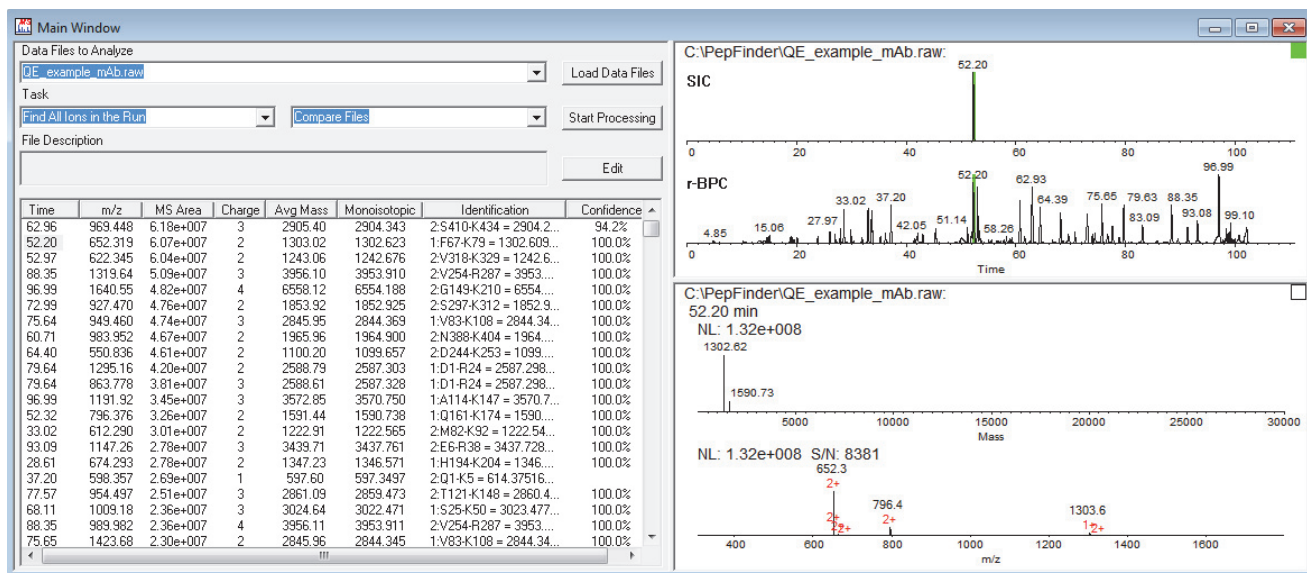 Main Window
Data Files to Analyze
QE_example_mAb.raw
Load Data Files
Task
Find All Ions in the Run Compare Files Start Processing
File Description
Edit
Time m/z MS Area Charge Avg Mass Monoisotopic Identification Confidence
62.96 969.448 6.18e+007 3 2905.40 2904.343 2:S410-K434 = 2904.2... 94.2%
52.20 652.319 6.07e+007 2 1303.02 1302.623 1:F67-K79 = 1302.609... 100.0%
52.97 622.345 6.04e+007 2 1243.06 1242.676 2:V318-K329 = 1242.6... 100.0%
88.35 1319.64 5.09e+007 3 3956.10 3953.910 2:V254-R287 = 3953.... 100.0%
96.99 1640.55 4.82e+007 4 6558.12 6554.188 2:G149-K210 = 6554.... 100.0%
72.99 927.470 4.76e+007 2 1853.92 1852.925 2:S297-K312 = 1852.9... 100.0%
75.64 949.460 4.74e+007 3 2845.95 2844.369 1:V83-K108 = 2844.34... 100.0%
60.71 983.952 4.67e+007 2 1965.96 1964.900 2:N388-K404 = 1964.... 100.0%
64.40 550.836 4.61e+007 2 1100.20 1099.657 2:D244-K253 = 1099.... 100.0%
79.64 1295.16 4.20e+007 2 2588.79 2587.303 1:D1-R24 = 2587.298... 100.0%
79.64 863.778 3.81e+007 3 2588.61 2587.328 1:D1-R24 = 2587.298... 100.0%
96.99 1191.92 3.45e+007 3 3572.85 3570.750 1:A114-K147 = 3570.7... 100.0%
52.32 796.376 3.26e+007 2 1591.44 1590.738 1:Q161-K174 = 1590.... 100.0%
33.02 612.290 3.01e+007 2 1222.91 1222.565 2:M82-K92 = 1222.54... 100.0%
93.09 1147.26 2.78e+007 3 3439.71 3437.761 2:E6-R38 = 3437.728... 100.0%
28.61 674.293 2.78e+007 2 1347.23 1346.571 1:H194-K204 = 1346.... 100.0%
37.20 598.357 2.69e+007 1 597.60 597.3497 2:Q1-K5 = 614.37516...
77.57 954.497 2.51e+007 3 2861.09 2859.473 2:T121-K148 = 2860.4... 100.0%
68.11 1009.18 2.36e+007 3 3024.64 3022.471 1:S25-K50 = 3023.477... 100.0%
88.35 989.982 2.36e+007 4 3956.11 3953.911 2:V254-R287 = 3953.... 100.0%
75.65 1423.68 2.30e+007 2 2845.96 2844.345 1:V83-K108 = 2844.34... 100.0%
C:\PepFinder\QE_example_mAb.raw:
52.20
SIC
0 20 40 60 80 100
96.99
r-BPC
52.20 62.93
33.02 37.20 64.39 75.65 79.63 88.35
4.85 15.06 27.97 42.05 51.14 58.26 83.09 93.08 99.10
0 20 40 60 80 100
Time
C:\PepFinder\QE_example_mAb.raw:
52.20 min
NL: 1.32e+008
1302.62
1590.73
5000 10000 15000 20000 25000 30000
Mass
NL: 1.32e+008 S/N: 8381
652.3
2+
796.4 1303.6
2+ 2+ 1+
2+ 2+ 2+
400 600 800 1000 1200 1400 1600
m/z